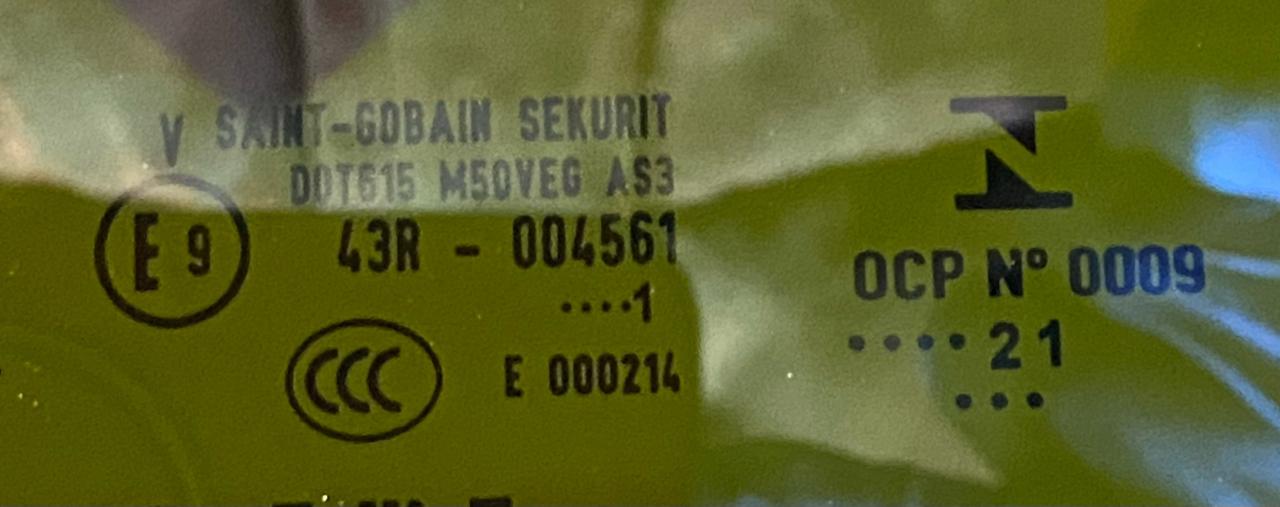 V SAINT-GOBAIN SEKURIT
DOT615 M50VEG AS3
E 9 43R - 004561
····1
CCC E 000214
OCP Nº 0009
····21
···